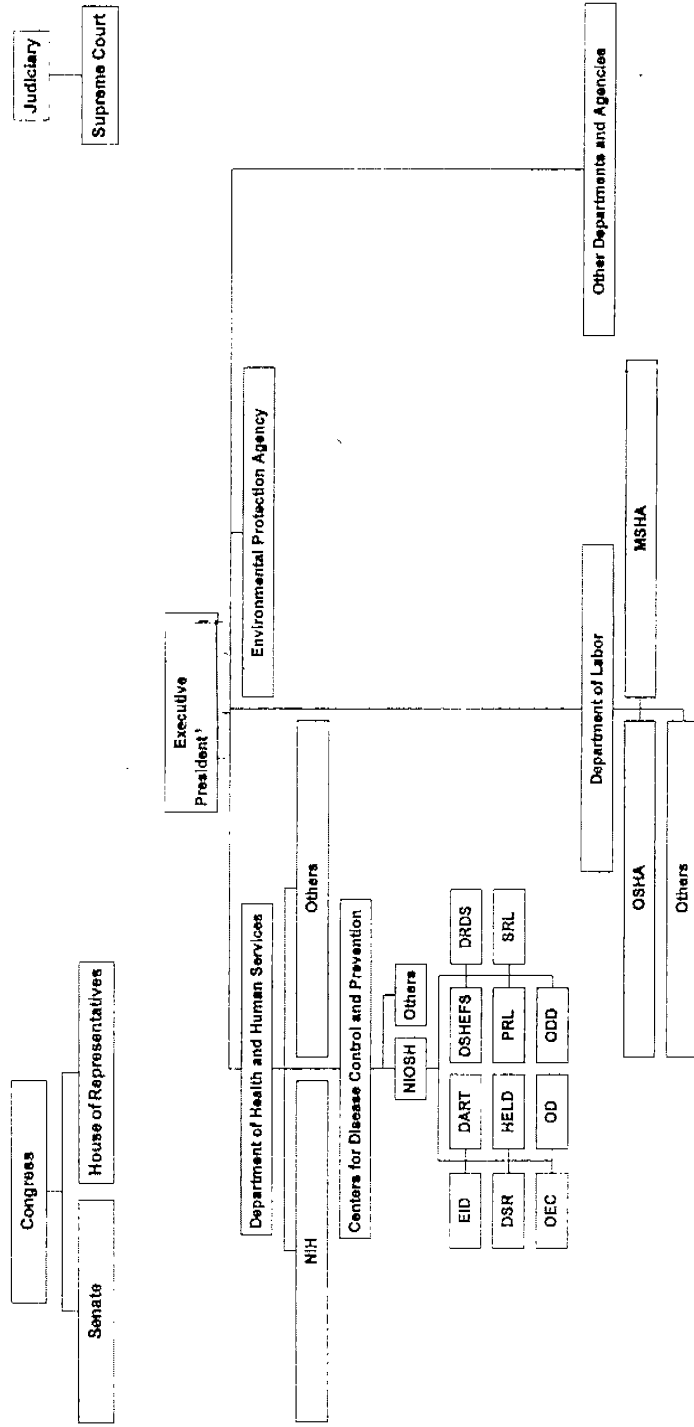 Congress
Senate
House of Representatives
Judiciary
Supreme Court
Executive
President
Department of Health and Human Services
Environmental Protection Agency
NIH
Others
Centers for Disease Control and Prevention
NIOSH
Others
EID
DART
DSHEFS
DRDS
DSR
HELD
PRL
SRL
OEC
OD
ODD
Department of Labor
Other Departments and Agencies
OSHA
MSHA
Others